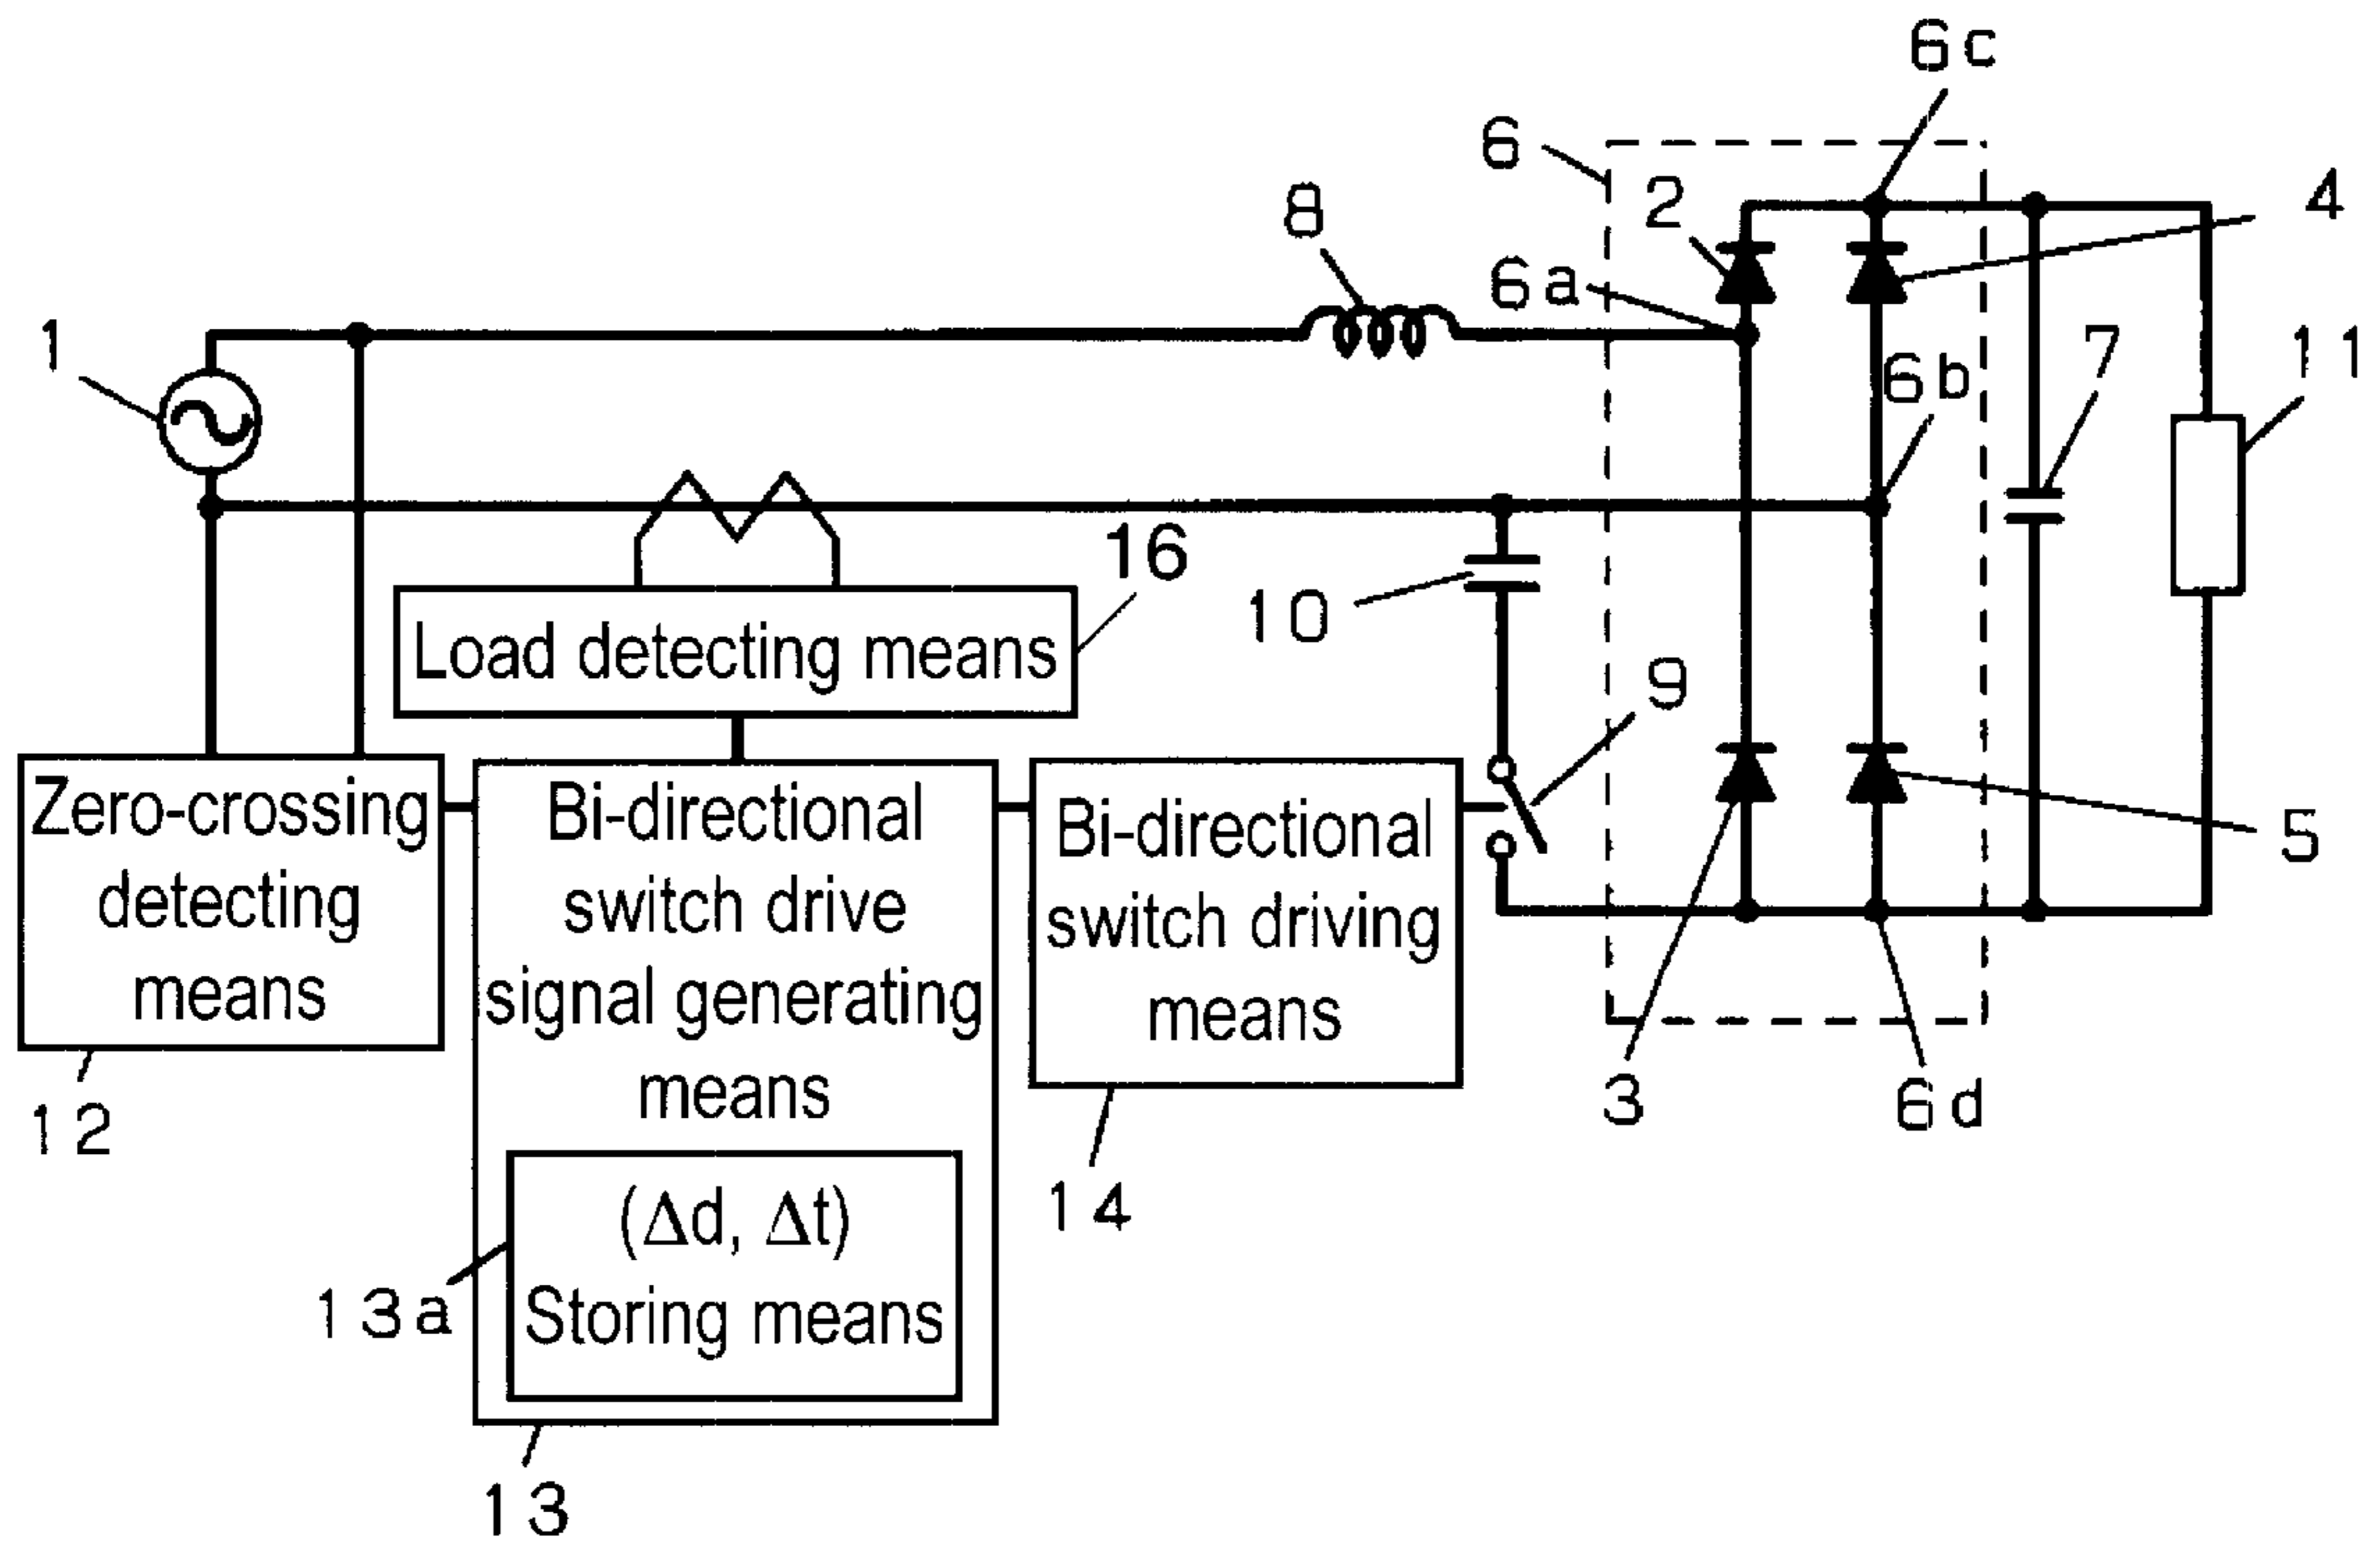 6c
6
2
4
8
6a
1
6b
7
11
16
10
Load detecting means
9
Zero-crossing
detecting
means
Bi-directional
switch drive
signal generating
means
Bi-directional
switch driving
means
5
3
6d
12
14
(Δd, Δt)
Storing means
13a
13